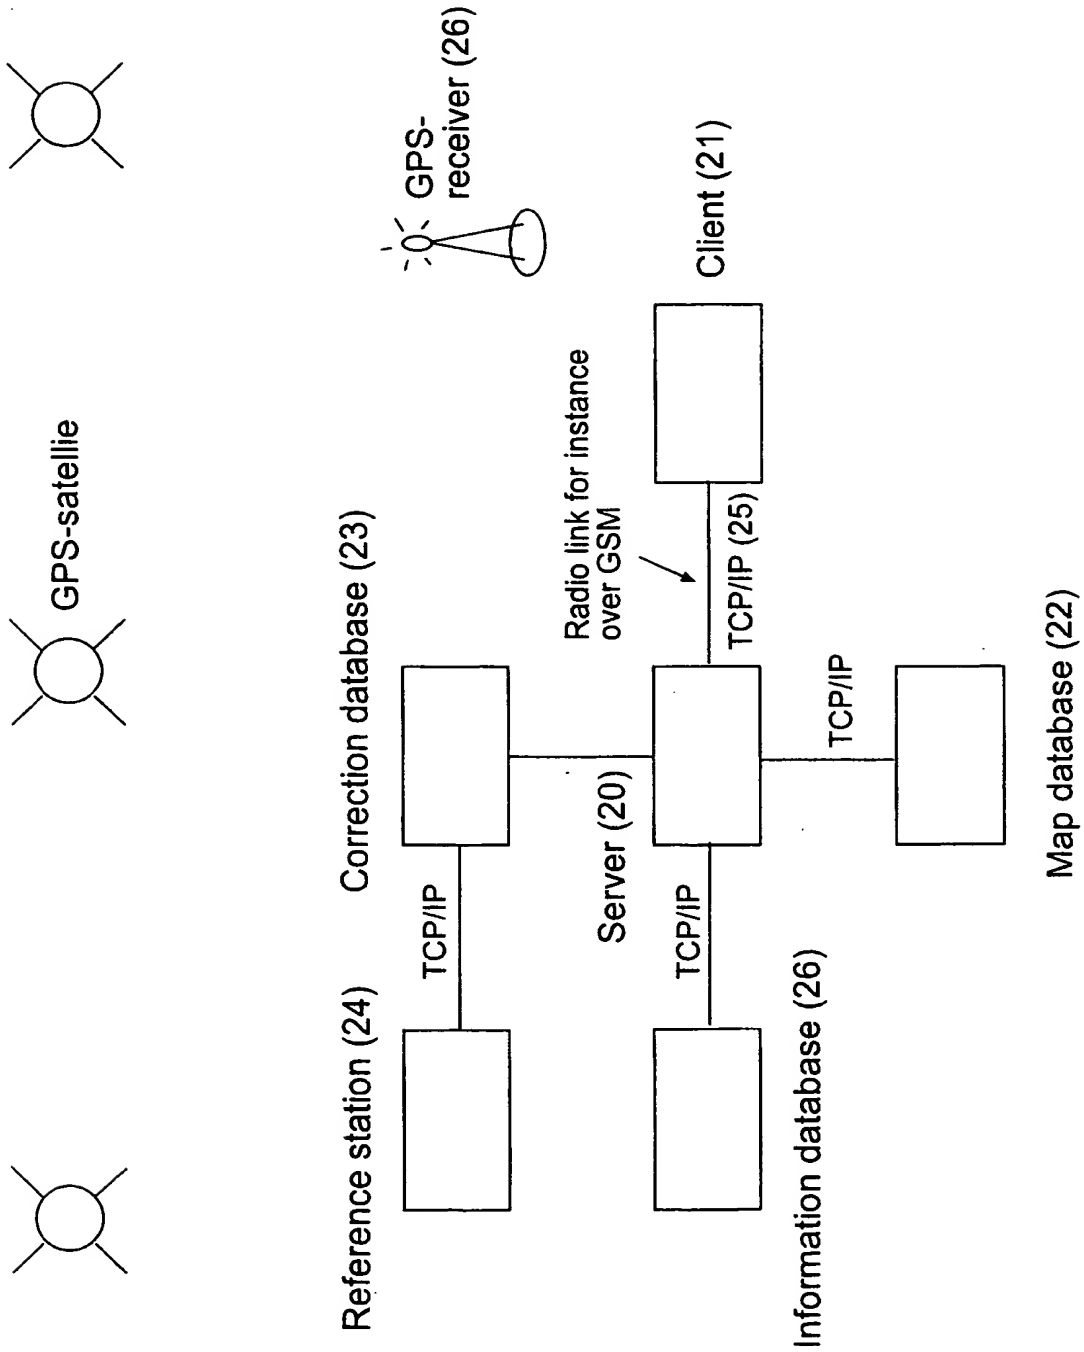 GPS-satellie
GPS-
receiver (26)
Reference station (24)
Correction database (23)
TCP/IP
Radio link for instance
over GSM
Server (20)
Client (21)
TCP/IP
TCP/IP (25)
Information database (26)
TCP/IP
Map database (22)